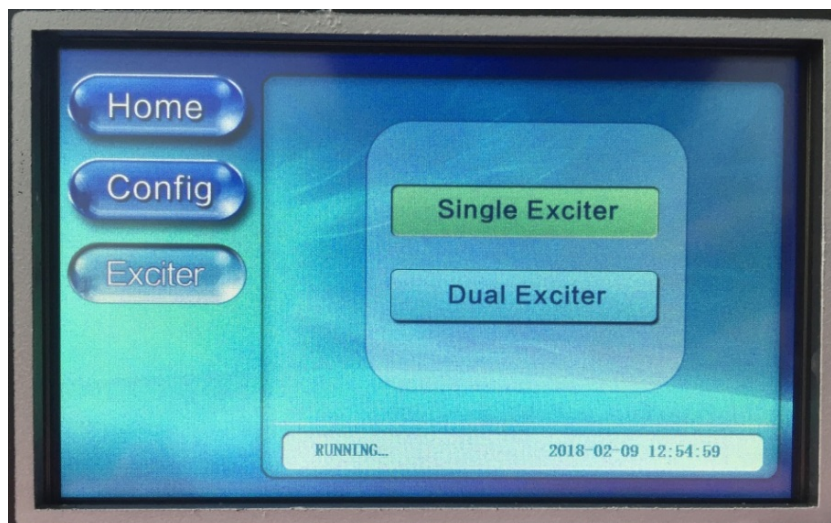 Home
Config
Exciter
Single Exciter
Dual Exciter
RUNNING... 2018-02-09 12:54:59